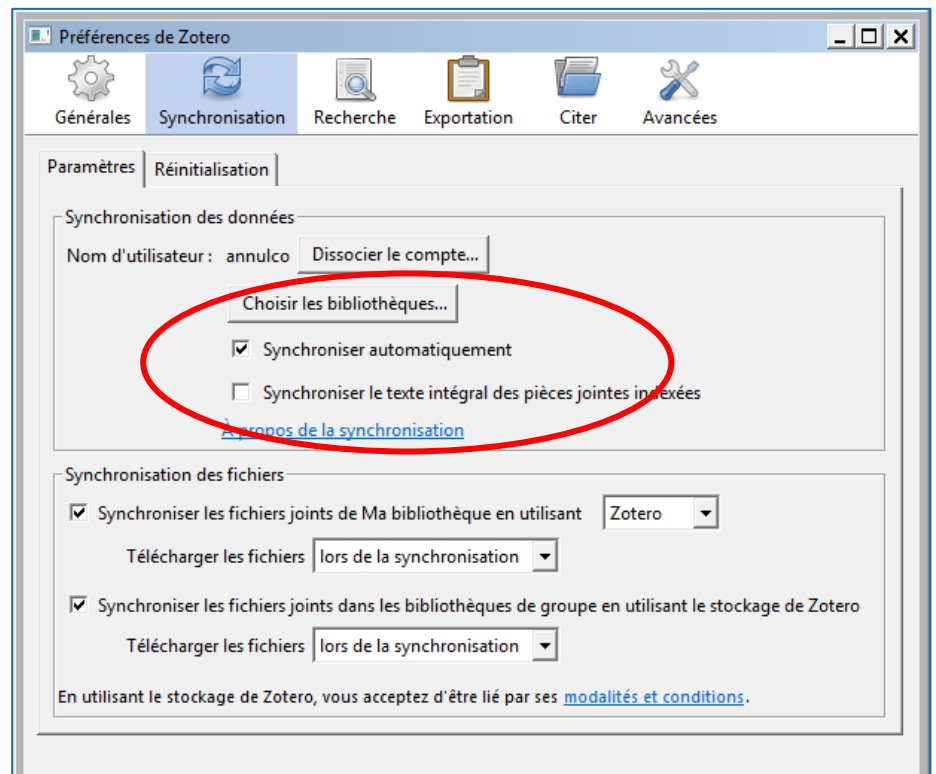 Préférences de Zotero
Générales Synchronisation Recherche Exportation Citer Avancées
Paramètres Réinitialisation
Synchronisation des données
Nom d'utilisateur : annulco Dissocier le compte...
Choisir les bibliothèques...
Synchroniser automatiquement
Synchroniser le texte intégral des pièces jointes indexées
À propos de la synchronisation
Synchronisation des fichiers
Synchroniser les fichiers joints de Ma bibliothèque en utilisant Zotero
Télécharger les fichiers lors de la synchronisation
Synchroniser les fichiers joints dans les bibliothèques de groupe en utilisant le stockage de Zotero
Télécharger les fichiers lors de la synchronisation
En utilisant le stockage de Zotero, vous acceptez d'être lié par ses modalités et conditions.